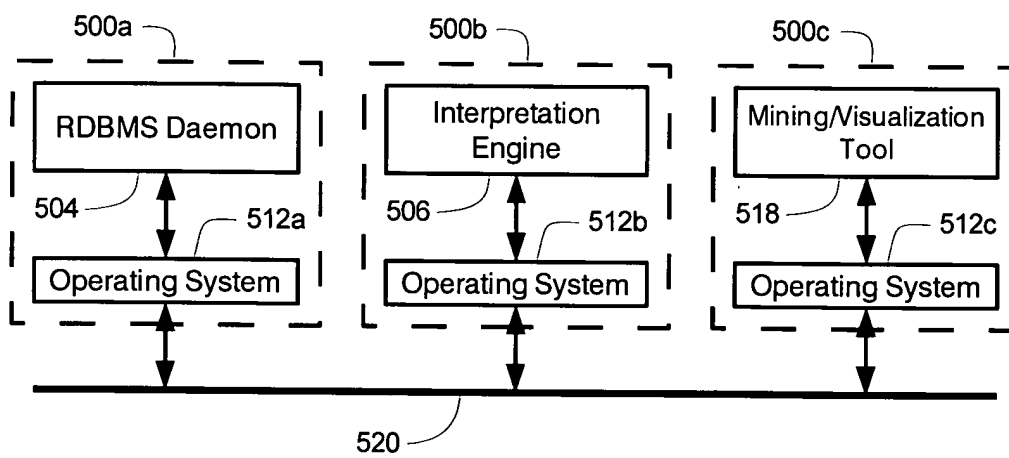 500a
500b
500c
RDBMS Daemon
Interpretation
Engine
Mining/Visualization
Tool
504
506
518
512a
512b
512c
Operating System
Operating System
Operating System
520